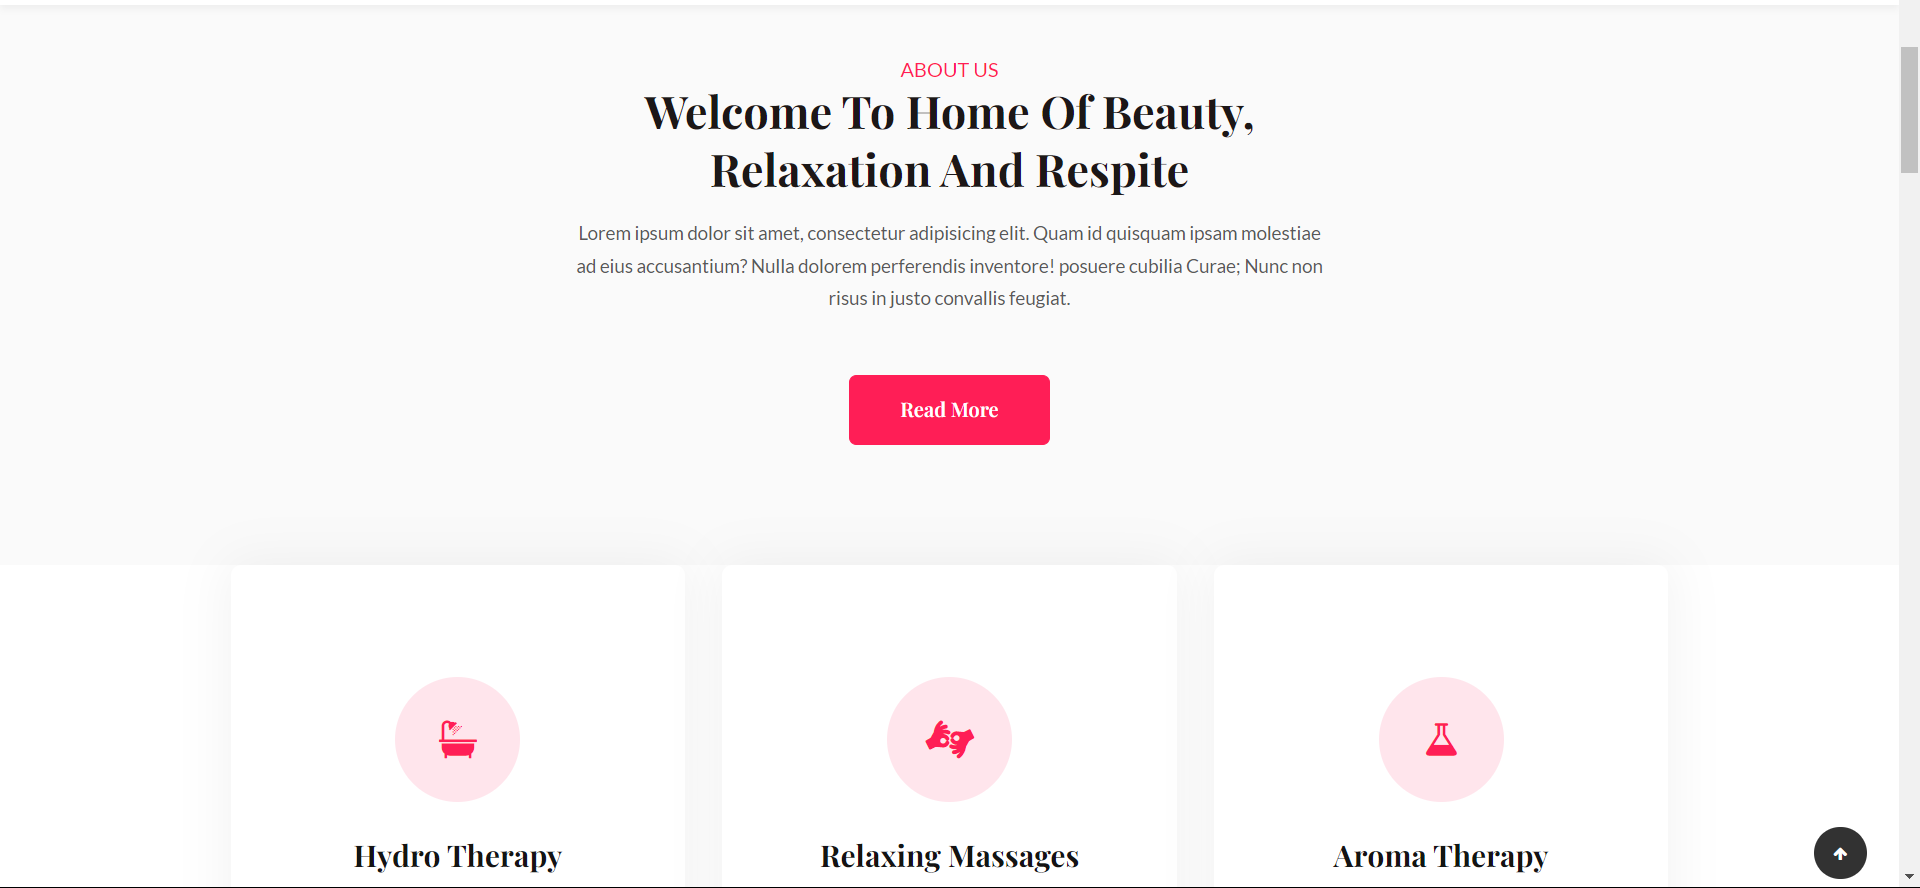 ABOUT US
Welcome To Home Of Beauty,
Relaxation And Respite
Lorem ipsum dolor sit amet, consectetur adipisicing elit. Quam id quisquam ipsam molestiae
ad eius accusantium? Nulla dolorem perferendis inventore! posuere cubilia Curae; Nunc non
risus in justo convallis feugiat.
Read More
Hydro Therapy
Relaxing Massages
Aroma Therapy